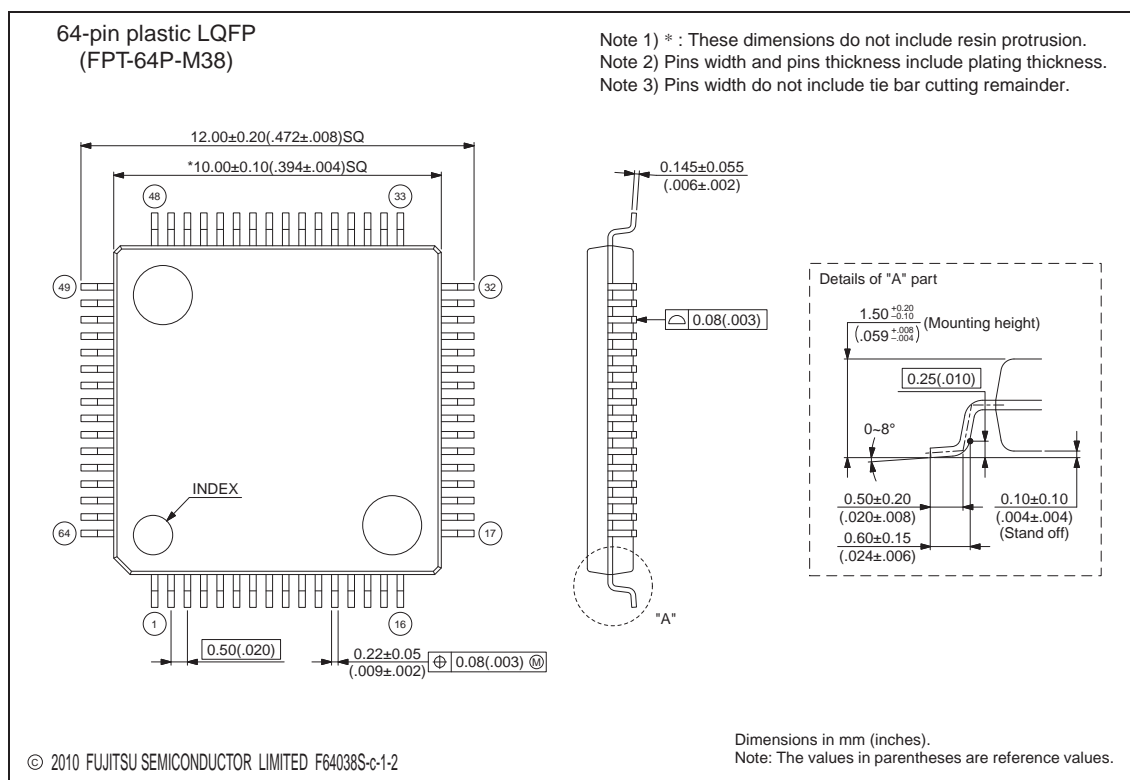 64-pin plastic LQFP
(FPT-64P-M38)
Note 1) * : These dimensions do not include resin protrusion.
Note 2) Pins width and pins thickness include plating thickness.
Note 3) Pins width do not include tie bar cutting remainder.
12.00±0.20(.472±.008)SQ
*10.00±0.10(.394±.004)SQ
48
33
49
32
INDEX
64
17
1
16
0.50(.020)
0.22±0.05
(.009±.002)
0.08(.003) Ⓜ
0.145±0.055
(.006±.002)
0.08(.003)
"A"
Details of "A" part
1.50 +0.20 −0.10
(.059 +.008 −.004)
(Mounting height)
0.25(.010)
0~8°
0.50±0.20
(.020±.008)
0.60±0.15
(.024±.006)
0.10±0.10
(.004±.004)
(Stand off)
© 2010 FUJITSU SEMICONDUCTOR LIMITED F64038S-c-1-2
Dimensions in mm (inches).
Note: The values in parentheses are reference values.